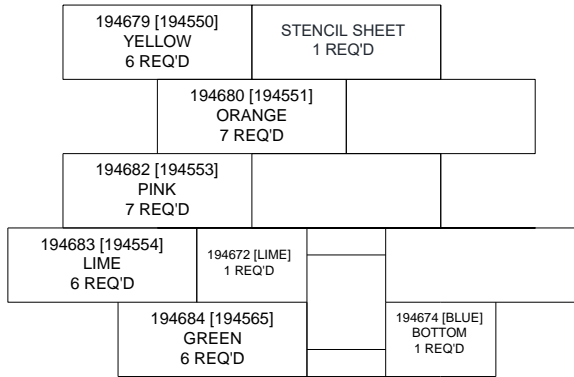 194679 [194550]
YELLOW
6 REQ'D
STENCIL SHEET
1 REQ'D
194680 [194551]
ORANGE
7 REQ'D
194682 [194553]
PINK
7 REQ'D
194683 [194554]
LIME
6 REQ'D
194672 [LIME]
1 REQ'D
194684 [194565]
GREEN
6 REQ'D
194674 [BLUE]
BOTTOM
1 REQ'D